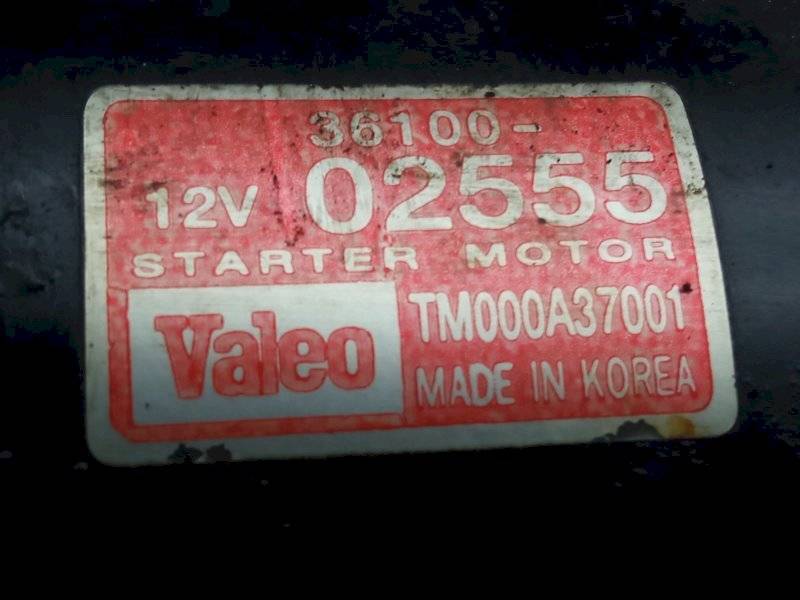 36100-
12V 02555
STARTER MOTOR
Valeo TM000A37001
MADE IN KOREA